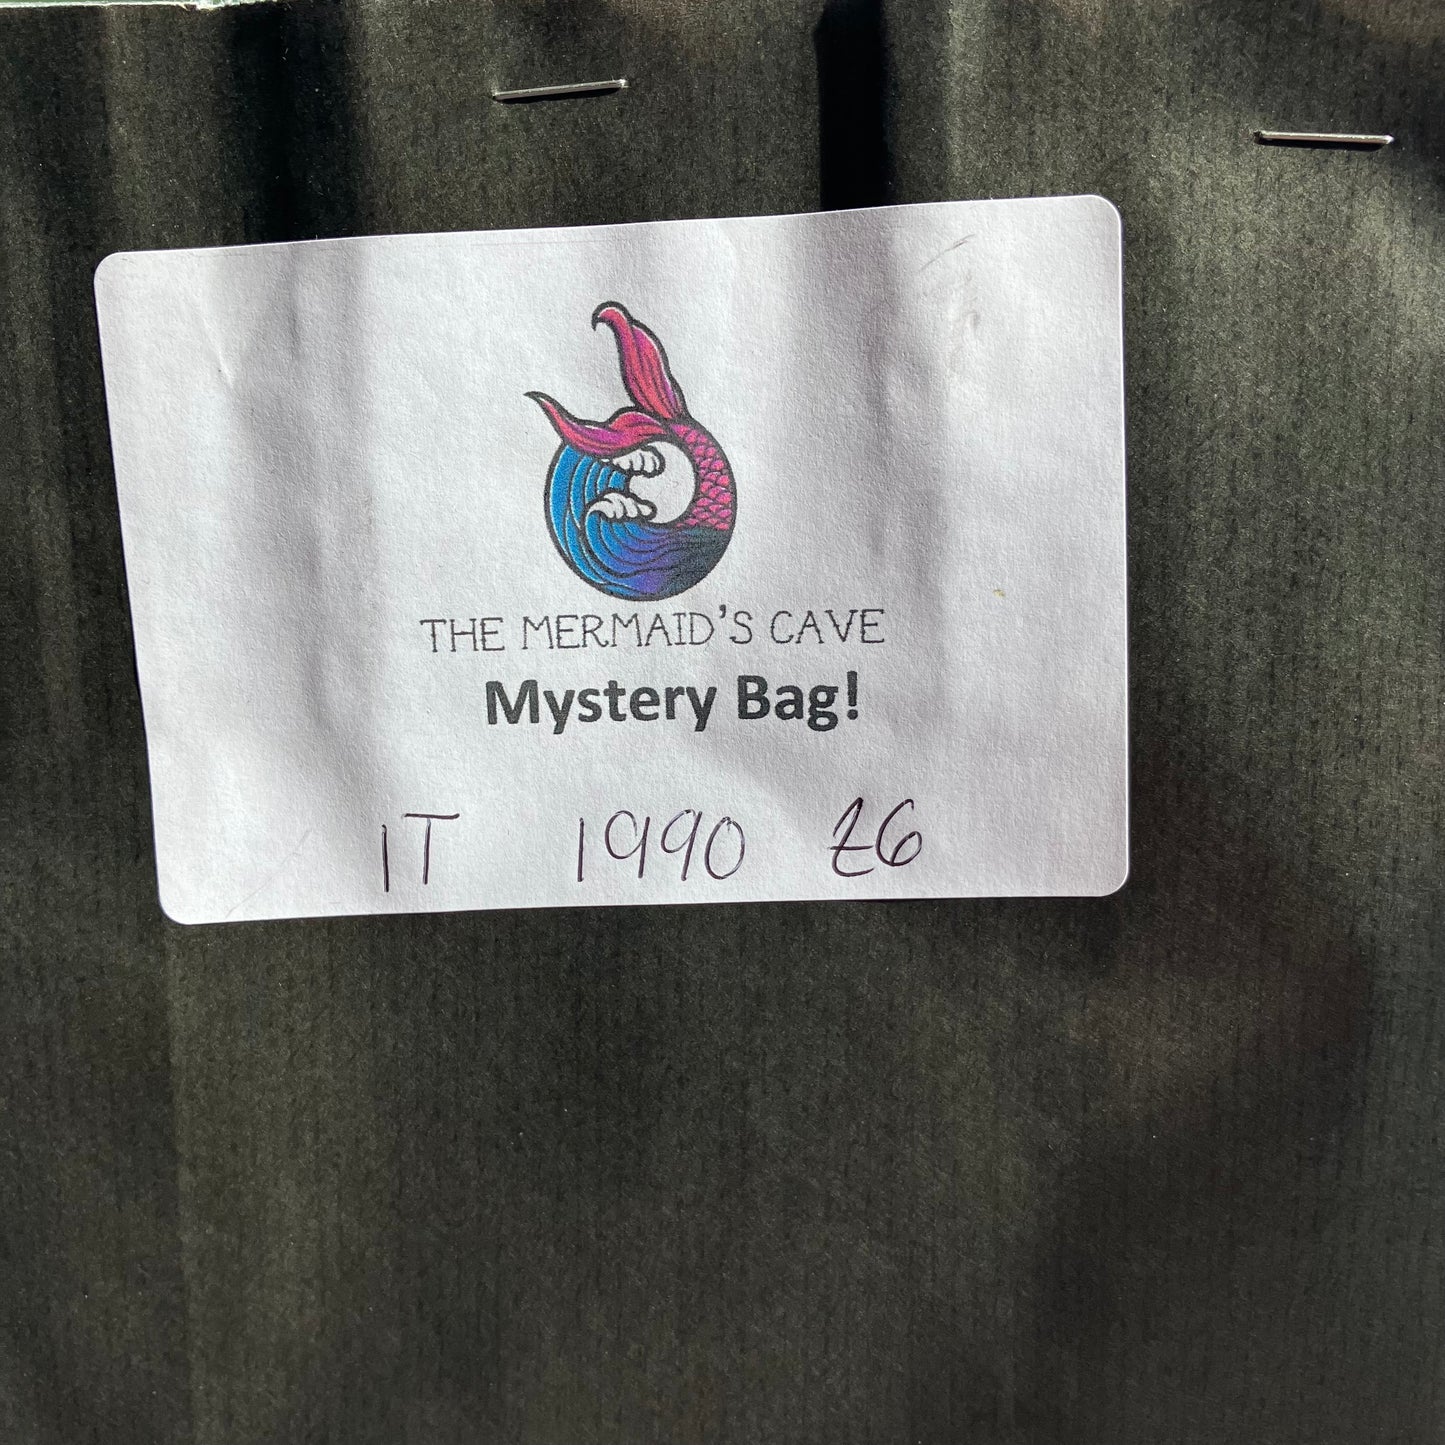 THE MERMAID'S CAVE
Mystery Bag!
IT 1990 £6